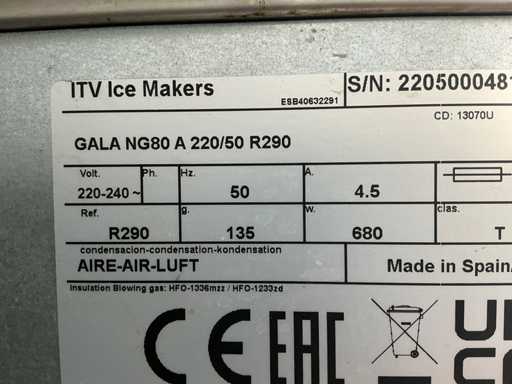 ITV Ice Makers
ESB40632291
S/N: 220500048
CD: 13070U
GALA NG80 A 220/50 R290
Volt. Ph. Hz. A.
220-240 ~ 50 4.5
Ref. g. w. clas.
R290 135 680 T
condensacion-condensation-kondensation
AIRE-AIR-LUFT Made in Spain
Insulation Blowing gas: HFO-1336mzz / HFO-1233zd
CE EAC